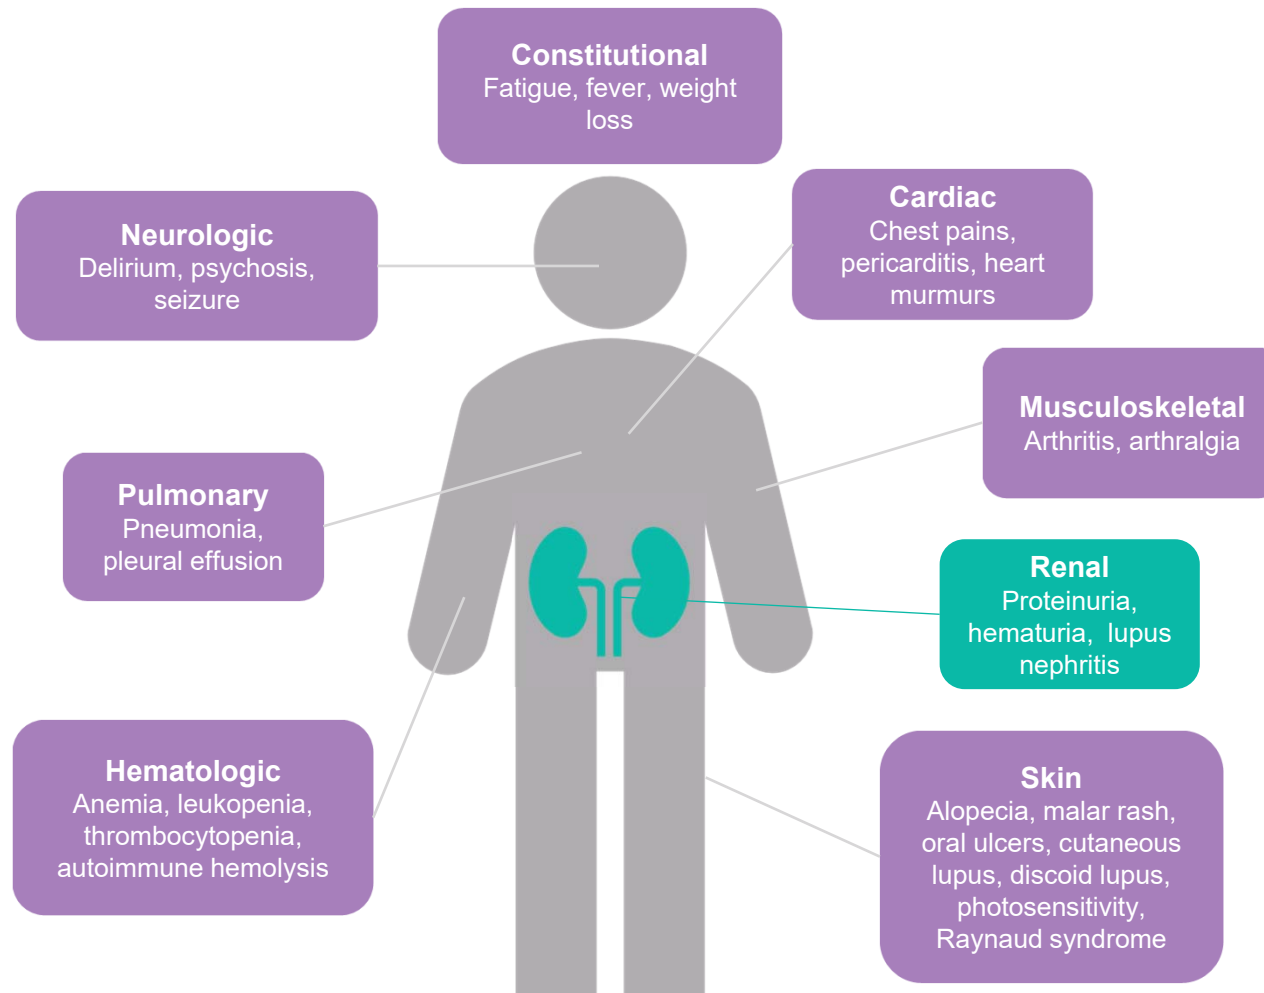 Constitutional
Fatigue, fever, weight
loss
Neurologic
Delirium, psychosis,
seizure
Cardiac
Chest pains,
pericarditis, heart
murmurs
Musculoskeletal
Arthritis, arthralgia
Pulmonary
Pneumonia,
pleural effusion
Renal
Proteinuria,
hematuria,  lupus
nephritis
Hematologic
Anemia, leukopenia,
thrombocytopenia,
autoimmune hemolysis
Skin
Alopecia, malar rash,
oral ulcers, cutaneous
lupus, discoid lupus,
photosensitivity,
Raynaud syndrome